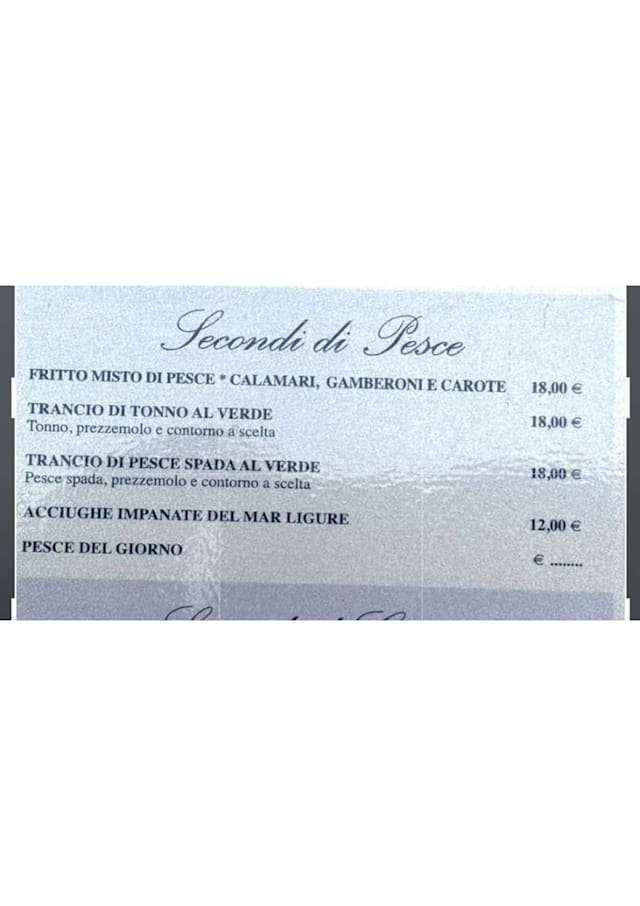 Secondi di Pesce
FRITTO MISTO DI PESCE * CALAMARI, GAMBERONI E CAROTE 18,00 €
TRANCIO DI TONNO AL VERDE 18,00 €
Tonno, prezzemolo e contorno a scelta
TRANCIO DI PESCE SPADA AL VERDE 18,00 €
Pesce spada, prezzemolo e contorno a scelta
ACCIUGHE IMPANATE DEL MAR LIGURE 12,00 €
PESCE DEL GIORNO € ........